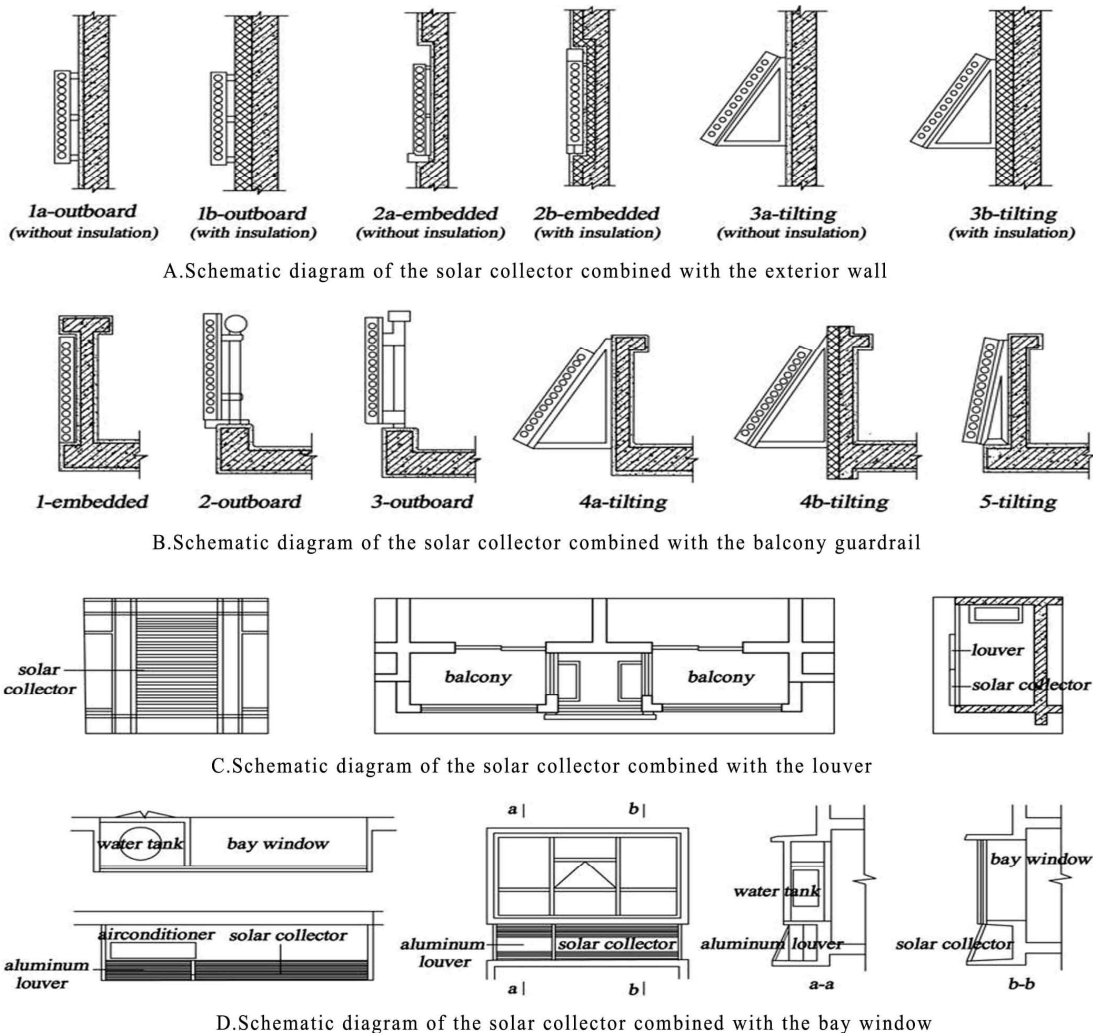 1a-outboard
(without insulation)
1b-outboard
(with insulation)
2a-embedded
(without insulation)
2b-embedded
(with insulation)
3a-tilting
(without insulation)
3b-tilting
(with insulation)
A.Schematic diagram of the solar collector combined with the exterior wall
1-embedded
2-outboard
3-outboard
4a-tilting
4b-tilting
5-tilting
B.Schematic diagram of the solar collector combined with the balcony guardrail
solar
collector
balcony
balcony
louver
solar collector
C.Schematic diagram of the solar collector combined with the louver
water tank
bay window
airconditioner
solar collector
aluminum
louver
a
b
aluminum
louver
solar collector
a
b
water tank
aluminum louver
a-a
bay window
solar collector
b-b
D.Schematic diagram of the solar collector combined with the bay window